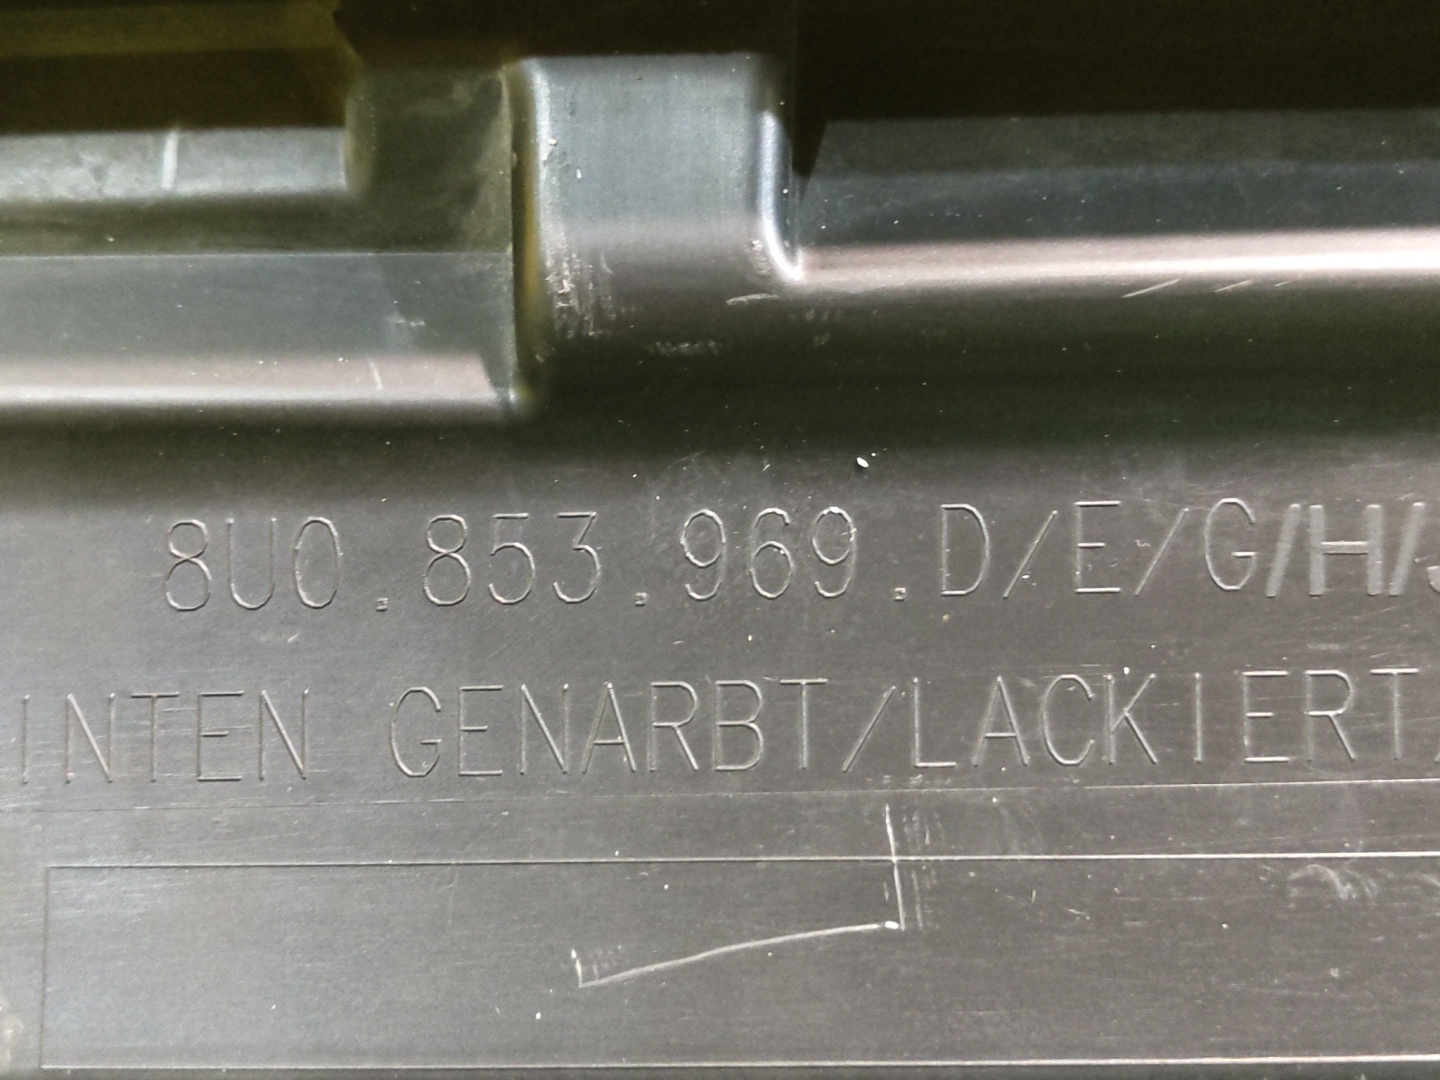 8U0.853.969.D/E/G/H/
INTEN GENARBT/LACKIERT